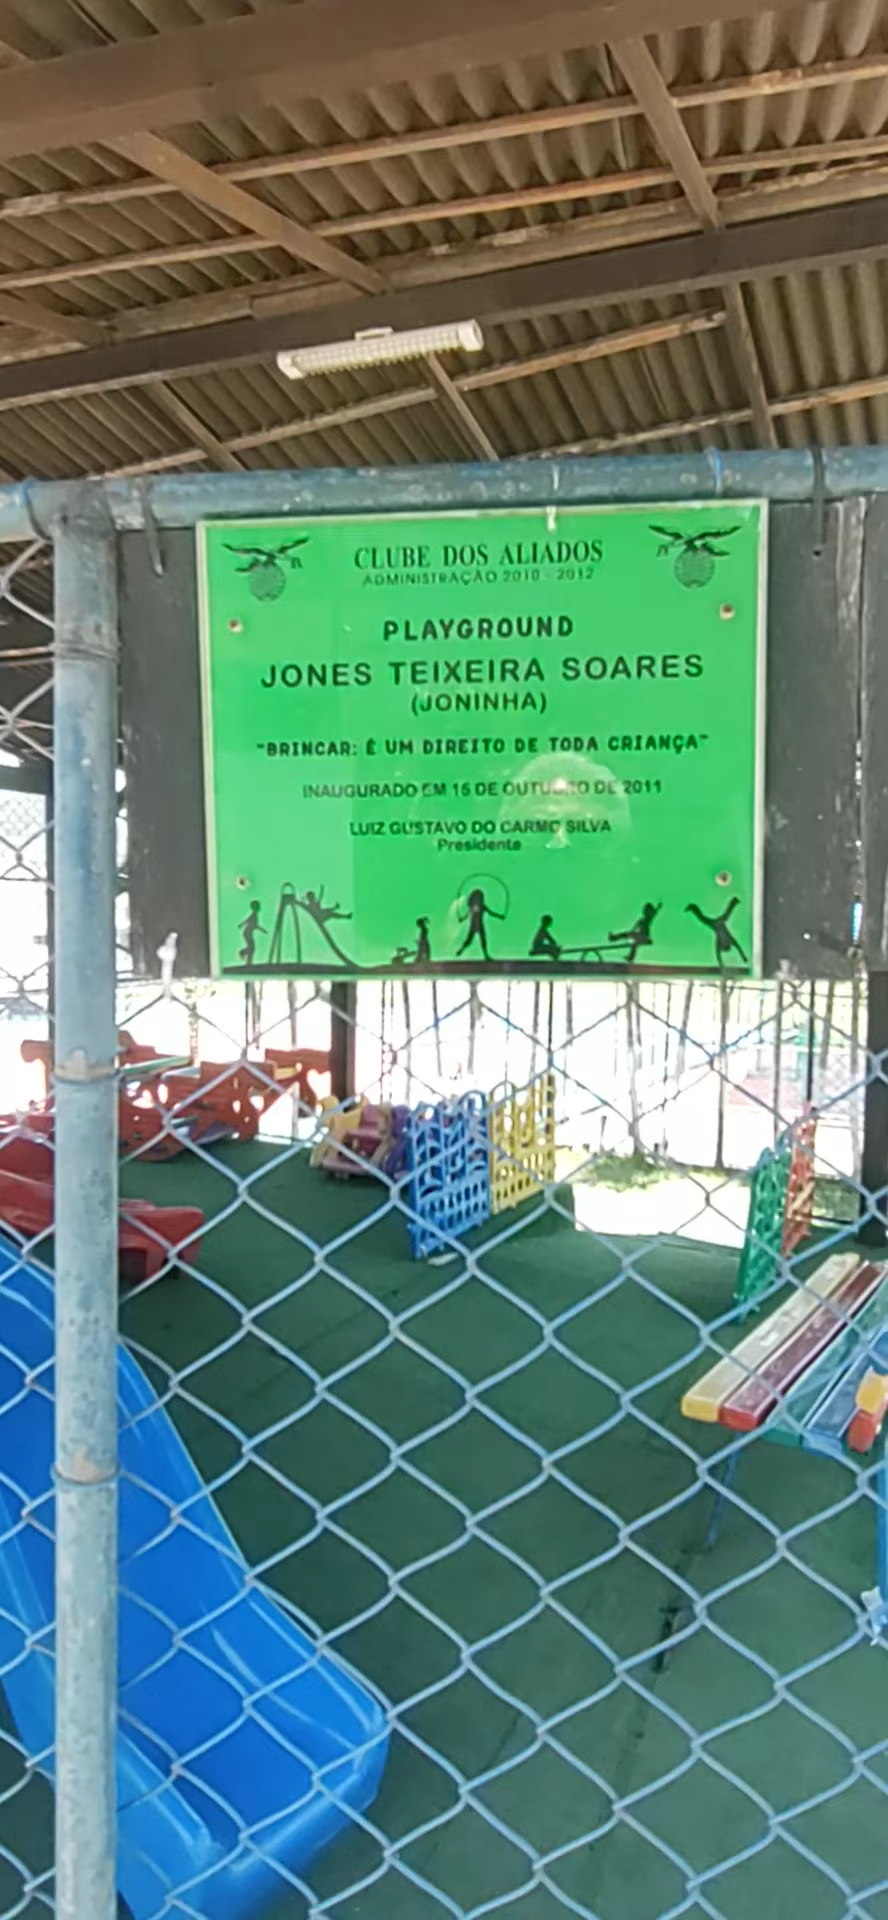 CLUBE DOS ALIADOS
ADMINISTRAÇÃO 2010 - 2012
PLAYGROUND
JONES TEIXEIRA SOARES
(JONINHA)
"BRINCAR: É UM DIREITO DE TODA CRIANÇA"
INAUGURADO EM 15 DE OUTUBRO DE 2011
LUIZ GUSTAVO DO CARMO SILVA
Presidente